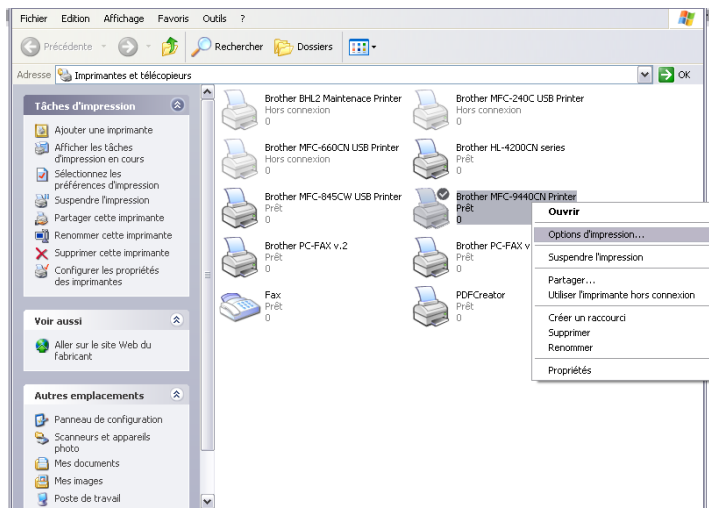 Fichier Edition Affichage Favoris Outils ?
Précédente Rechercher Dossiers
Adresse Imprimantes et télécopieurs OK
Tâches d'impression
Ajouter une imprimante
Afficher les tâches
d'impression en cours
Sélectionnez les
préférences d'impression
Suspendre l'impression
Partager cette imprimante
Renommer cette imprimante
Supprimer cette imprimante
Configurer les propriétés
des imprimantes
Voir aussi
Aller sur le site Web du
fabricant
Autres emplacements
Panneau de configuration
Scanneurs et appareils
photo
Mes documents
Mes images
Poste de travail
Brother BHL2 Maintenace Printer
Hors connexion
0
Brother MFC-240C USB Printer
Hors connexion
0
Brother MFC-660CN USB Printer
Hors connexion
0
Brother HL-4200CN series
Prêt
0
Brother MFC-845CW USB Printer
Prêt
0
Brother MFC-9440CN Printer
Prêt
0
Brother PC-FAX v.2
Prêt
0
Brother PC-FAX v
Prêt
0
Fax
Prêt
0
PDFCreator
Prêt
0
Ouvrir
Options d'impression...
Suspendre l'impression
Partager...
Utiliser l'imprimante hors connexion
Créer un raccourci
Supprimer
Renommer
Propriétés